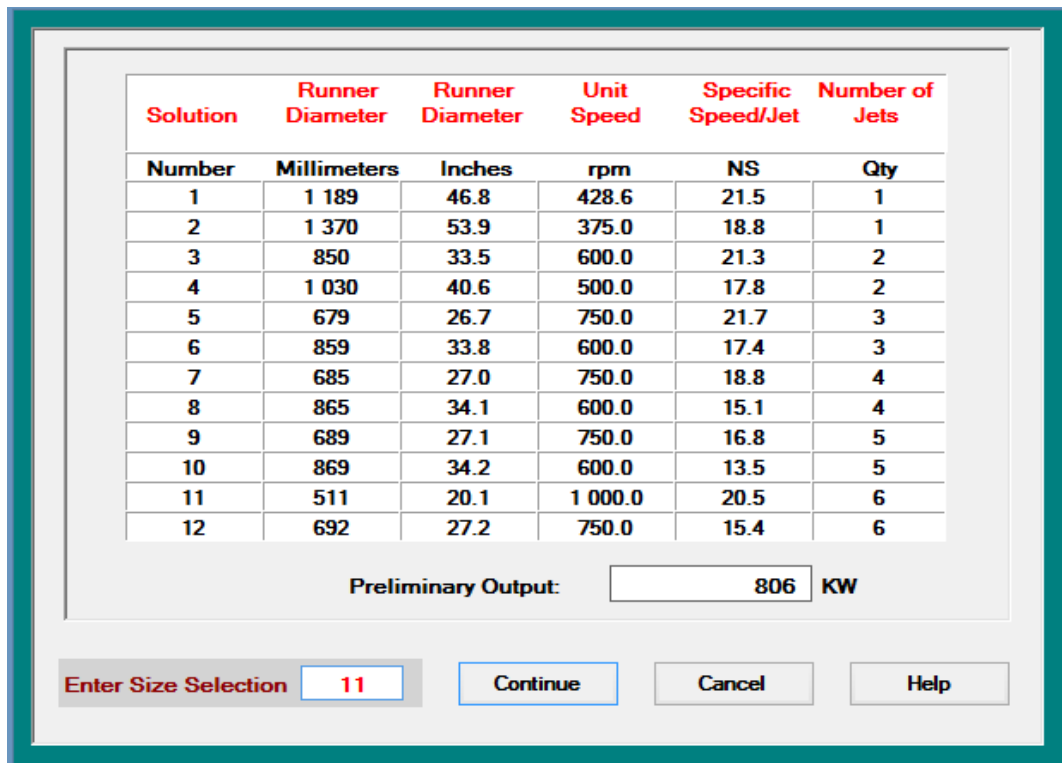 Solution Runner Diameter Runner Diameter Unit Speed Specific Speed/Jet Number of Jets
Number Millimeters Inches rpm NS Qty
1 1 189 46.8 428.6 21.5 1
2 1 370 53.9 375.0 18.8 1
3 850 33.5 600.0 21.3 2
4 1 030 40.6 500.0 17.8 2
5 679 26.7 750.0 21.7 3
6 859 33.8 600.0 17.4 3
7 685 27.0 750.0 18.8 4
8 865 34.1 600.0 15.1 4
9 689 27.1 750.0 16.8 5
10 869 34.2 600.0 13.5 5
11 511 20.1 1 000.0 20.5 6
12 692 27.2 750.0 15.4 6
Preliminary Output: 806 KW
Enter Size Selection 11 Continue Cancel Help